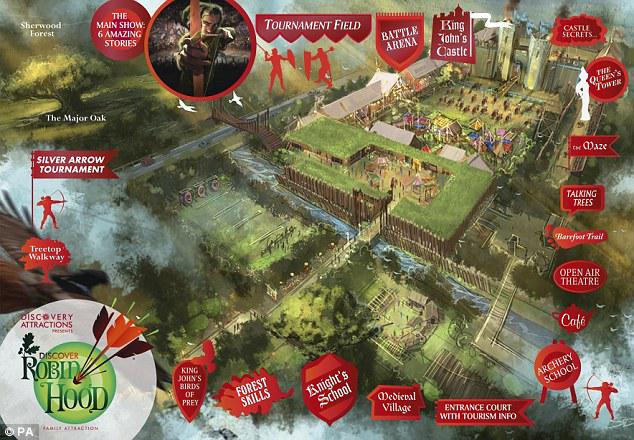 Sherwood
Forest
THE
MAIN SHOW:
6 AMAZING
STORIES
TOURNAMENT FIELD
BATTLE
ARENA
King
John's
Castle
CASTLE
SECRETS...
THE
QUEEN'S
TOWER
The Major Oak
the MAZE
SILVER ARROW
TOURNAMENT
TALKING
TREES
Barefoot Trail
Treetop
Walkway
OPEN AIR
THEATRE
Café
DISCOVERY
ATTRACTIONS
PRESENTS
DISCOVER
ROBIN
HOOD
FAMILY ATTRACTION
KING
JOHN'S
BIRDS
OF
PREY
FOREST
SKILLS
Knight's
School
Medieval
Village
ENTRANCE COURT
WITH TOURISM INFO
ARCHERY
SCHOOL
© PA